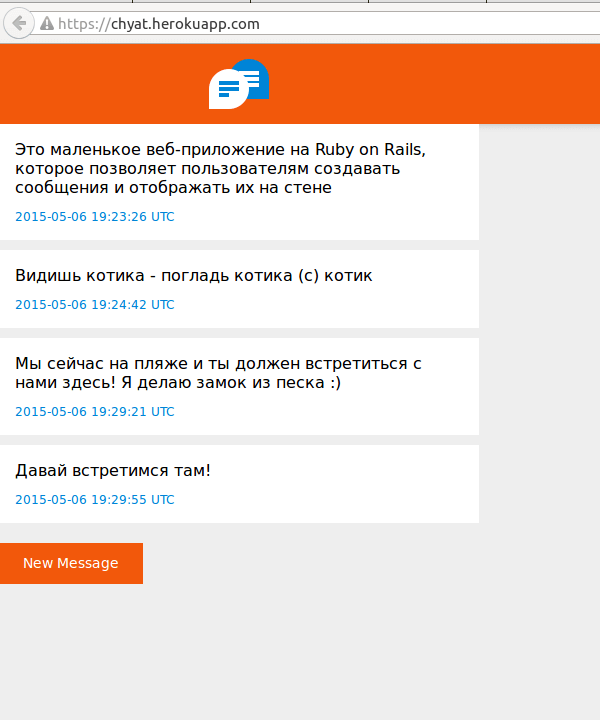 https://chyat.herokuapp.com
Это маленькое веб-приложение на Ruby on Rails,
которое позволяет пользователям создавать
сообщения и отображать их на стене
2015-05-06 19:23:26 UTC
Видишь котика - погладь котика (с) котик
2015-05-06 19:24:42 UTC
Мы сейчас на пляже и ты должен встретиться с
нами здесь! Я делаю замок из песка :)
2015-05-06 19:29:21 UTC
Давай встретимся там!
2015-05-06 19:29:55 UTC
New Message